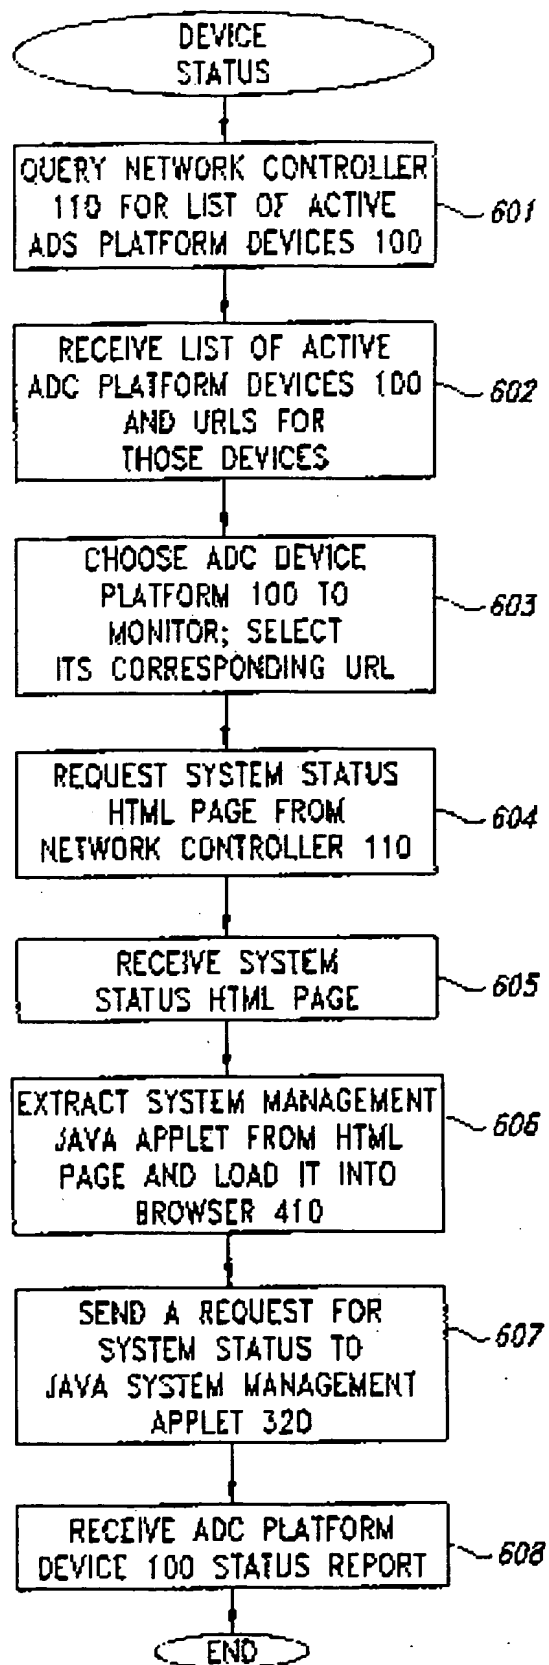 DEVICE
STATUS
QUERY NETWORK CONTROLLER
110 FOR LIST OF ACTIVE
ADS PLATFORM DEVICES 100
601
RECEIVE LIST OF ACTIVE
ADC PLATFORM DEVICES 100
AND URLS FOR
THOSE DEVICES
602
CHOOSE ADC DEVICE
PLATFORM 100 TO
MONITOR; SELECT
ITS CORRESPONDING URL
603
REQUEST SYSTEM STATUS
HTML PAGE FROM
NETWORK CONTROLLER 110
604
RECEIVE SYSTEM
STATUS HTML PAGE
605
EXTRACT SYSTEM MANAGEMENT
JAVA APPLET FROM HTML
PAGE AND LOAD IT INTO
BROWSER 410
606
SEND A REQUEST FOR
SYSTEM STATUS TO
JAVA SYSTEM MANAGEMENT
APPLET 320
607
RECEIVE ADC PLATFORM
DEVICE 100 STATUS REPORT
608
END